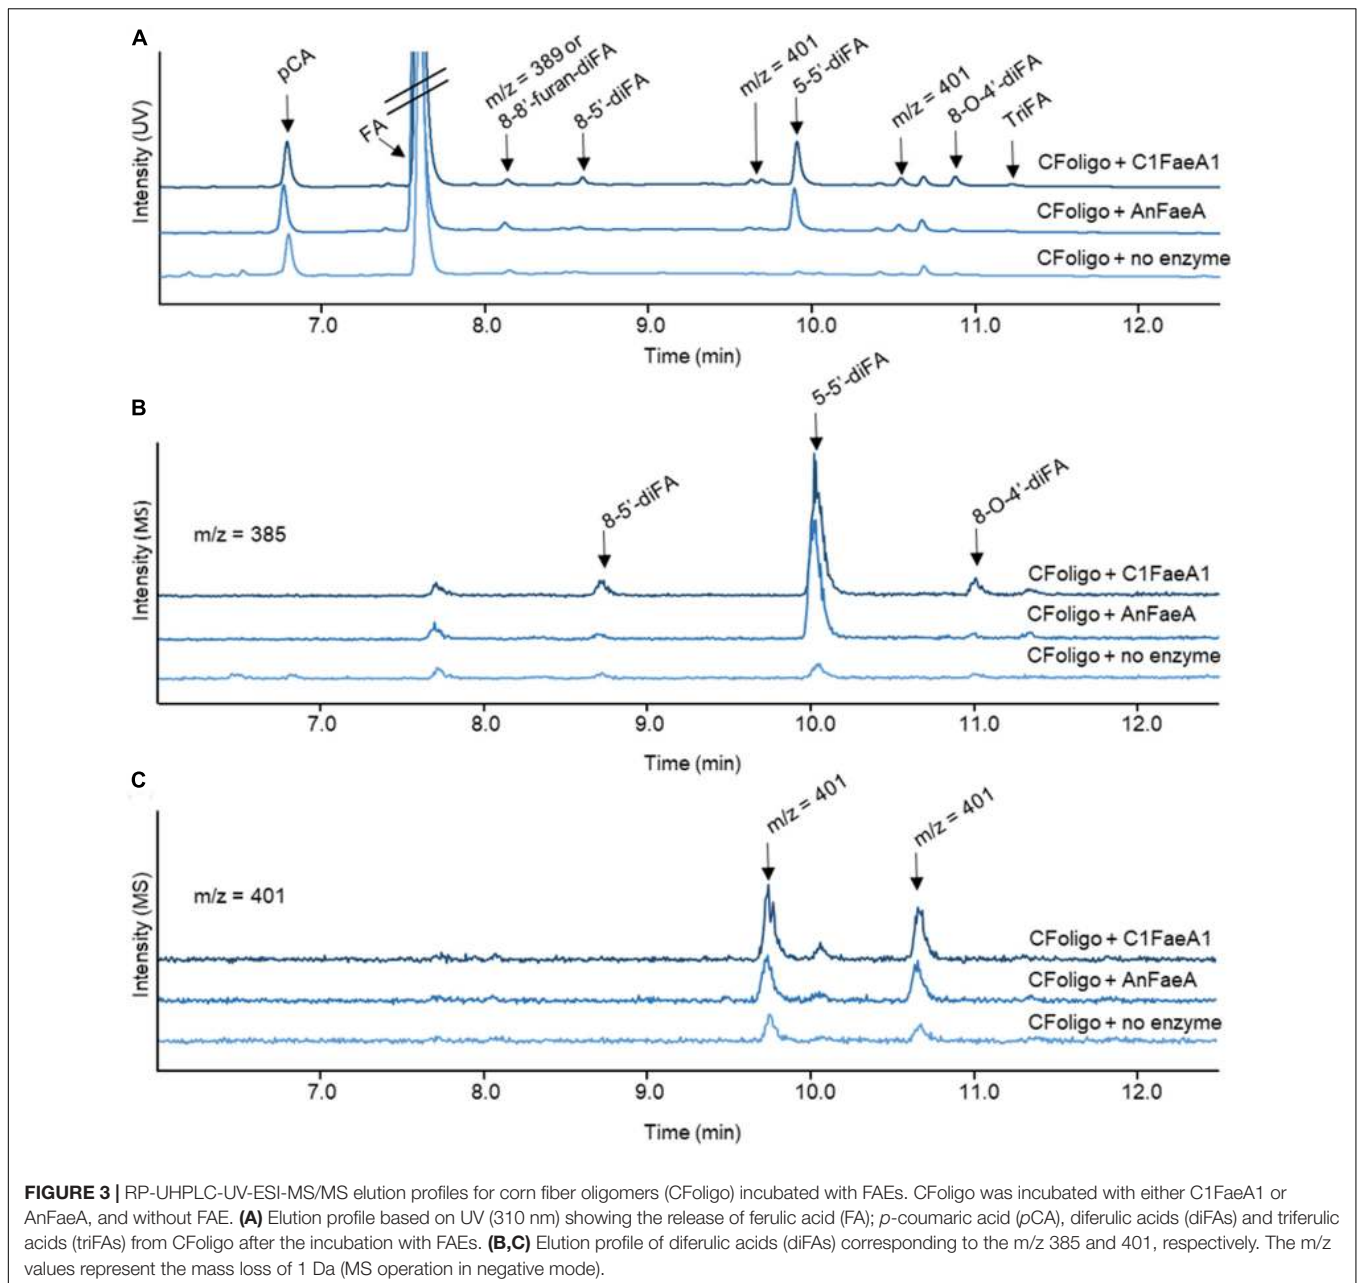 A
pCA
FA
m/z = 389 or
8-8'-furan-diFA
8-5'-diFA
m/z = 401
5-5'-diFA
m/z = 401
8-O-4'-diFA
TriFA
Intensity (UV)
CFoligo + C1FaeA1
CFoligo + AnFaeA
CFoligo + no enzyme
7.0 8.0 9.0 10.0 11.0 12.0
Time (min)
B
5-5'-diFA
8-5'-diFA
8-O-4'-diFA
m/z = 385
Intensity (MS)
CFoligo + C1FaeA1
CFoligo + AnFaeA
CFoligo + no enzyme
7.0 8.0 9.0 10.0 11.0 12.0
Time (min)
C
m/z = 401
m/z = 401
m/z = 401
Intensity (MS)
CFoligo + C1FaeA1
CFoligo + AnFaeA
CFoligo + no enzyme
7.0 8.0 9.0 10.0 11.0 12.0
Time (min)
FIGURE 3 | RP-UHPLC-UV-ESI-MS/MS elution profiles for corn fiber oligomers (CFoligo) incubated with FAEs. CFoligo was incubated with either C1FaeA1 or
AnFaeA, and without FAE. (A) Elution profile based on UV (310 nm) showing the release of ferulic acid (FA); p-coumaric acid (pCA), diferulic acids (diFAs) and triferulic
acids (triFAs) from CFoligo after the incubation with FAEs. (B,C) Elution profile of diferulic acids (diFAs) corresponding to the m/z 385 and 401, respectively. The m/z
values represent the mass loss of 1 Da (MS operation in negative mode).